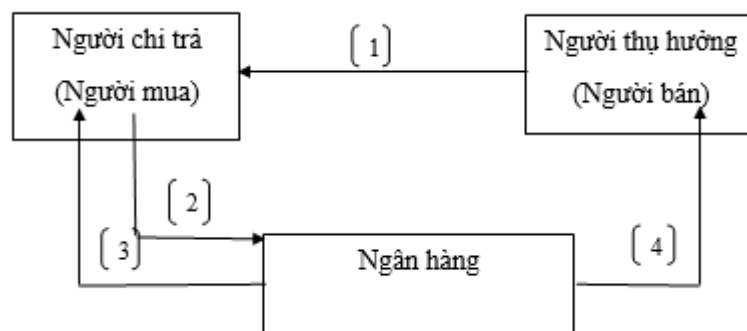 Người chi trả
(Người mua)
( 1 )
Người thụ hưởng
(Người bán)
( 2 )
( 3 )
Ngân hàng
( 4 )